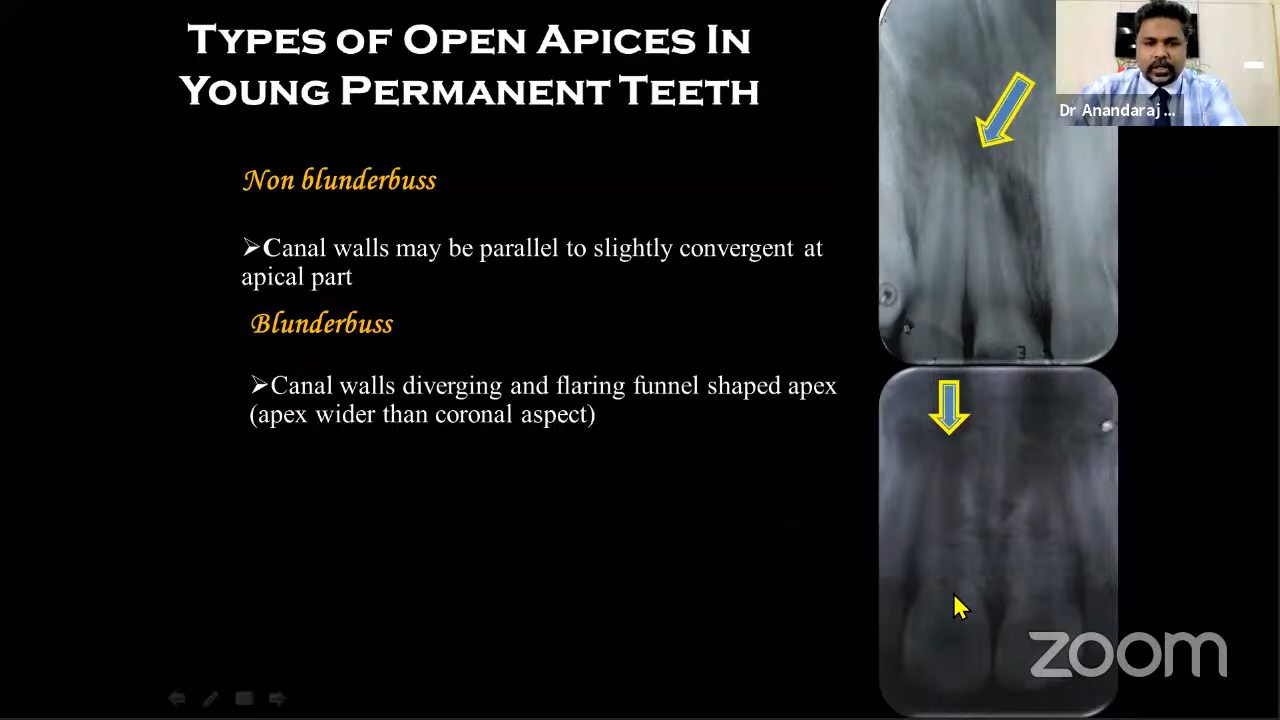 TYPES OF OPEN APICES IN
YOUNG PERMANENT TEETH
Dr Anandaraj ...
Non blunderbuss
➢Canal walls may be parallel to slightly convergent at
apical part
Blunderbuss
➢Canal walls diverging and flaring funnel shaped apex
(apex wider than coronal aspect)
3
zoom